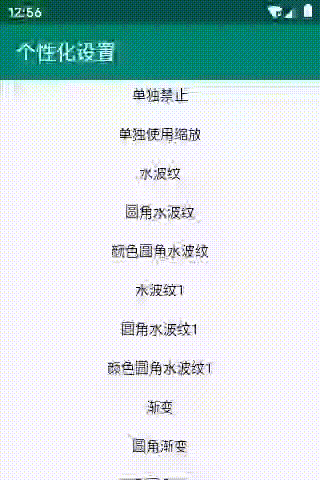 12:56
个性化设置
单独禁止
单独使用缩放
水波纹
圆角水波纹
颜色圆角水波纹
水波纹1
圆角水波纹1
颜色圆角水波纹1
渐变
圆角渐变